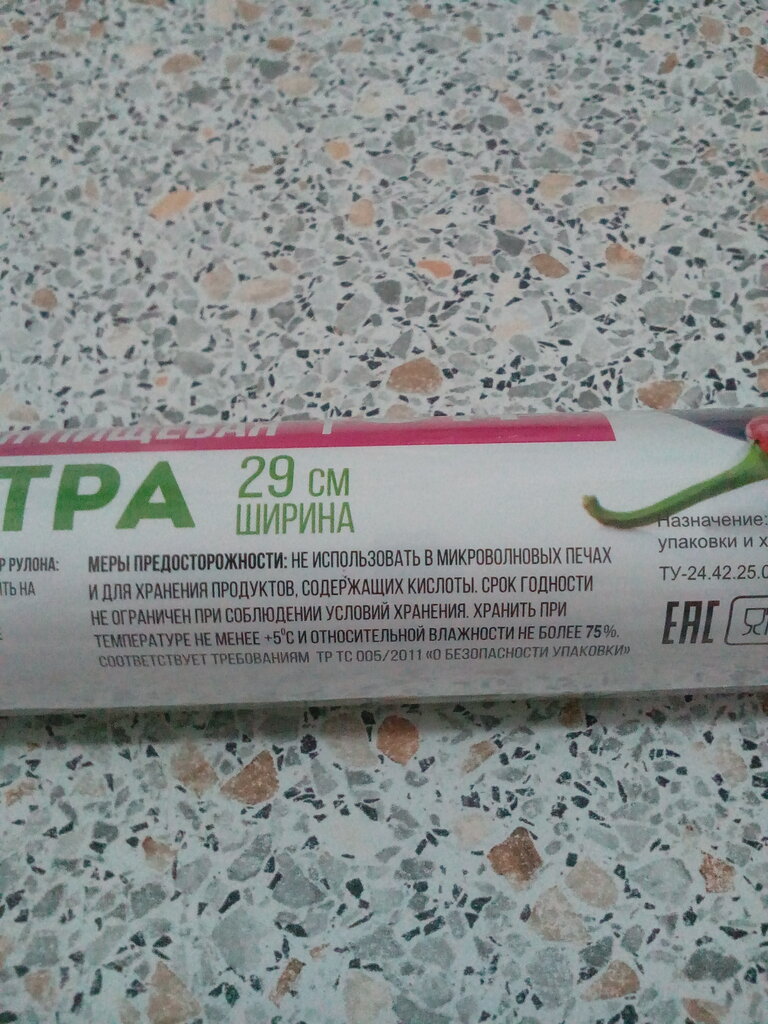 ПИЩЕВАЯ
ТРА
29 СМ
ШИРИНА
Р РУЛОНА:
ИТЬ НА
МЕРЫ ПРЕДОСТОРОЖНОСТИ: НЕ ИСПОЛЬЗОВАТЬ В МИКРОВОЛНОВЫХ ПЕЧАХ
И ДЛЯ ХРАНЕНИЯ ПРОДУКТОВ, СОДЕРЖАЩИХ КИСЛОТЫ. СРОК ГОДНОСТИ
НЕ ОГРАНИЧЕН ПРИ СОБЛЮДЕНИИ УСЛОВИЙ ХРАНЕНИЯ. ХРАНИТЬ ПРИ
ТЕМПЕРАТУРЕ НЕ МЕНЕЕ +5°С И ОТНОСИТЕЛЬНОЙ ВЛАЖНОСТИ НЕ БОЛЕЕ 75%.
СООТВЕТСТВУЕТ ТРЕБОВАНИЯМ ТР ТС 005/2011 «О БЕЗОПАСНОСТИ УПАКОВКИ»
Назначение:
упаковки и х
ТУ-24.42.25.0
ЕАС